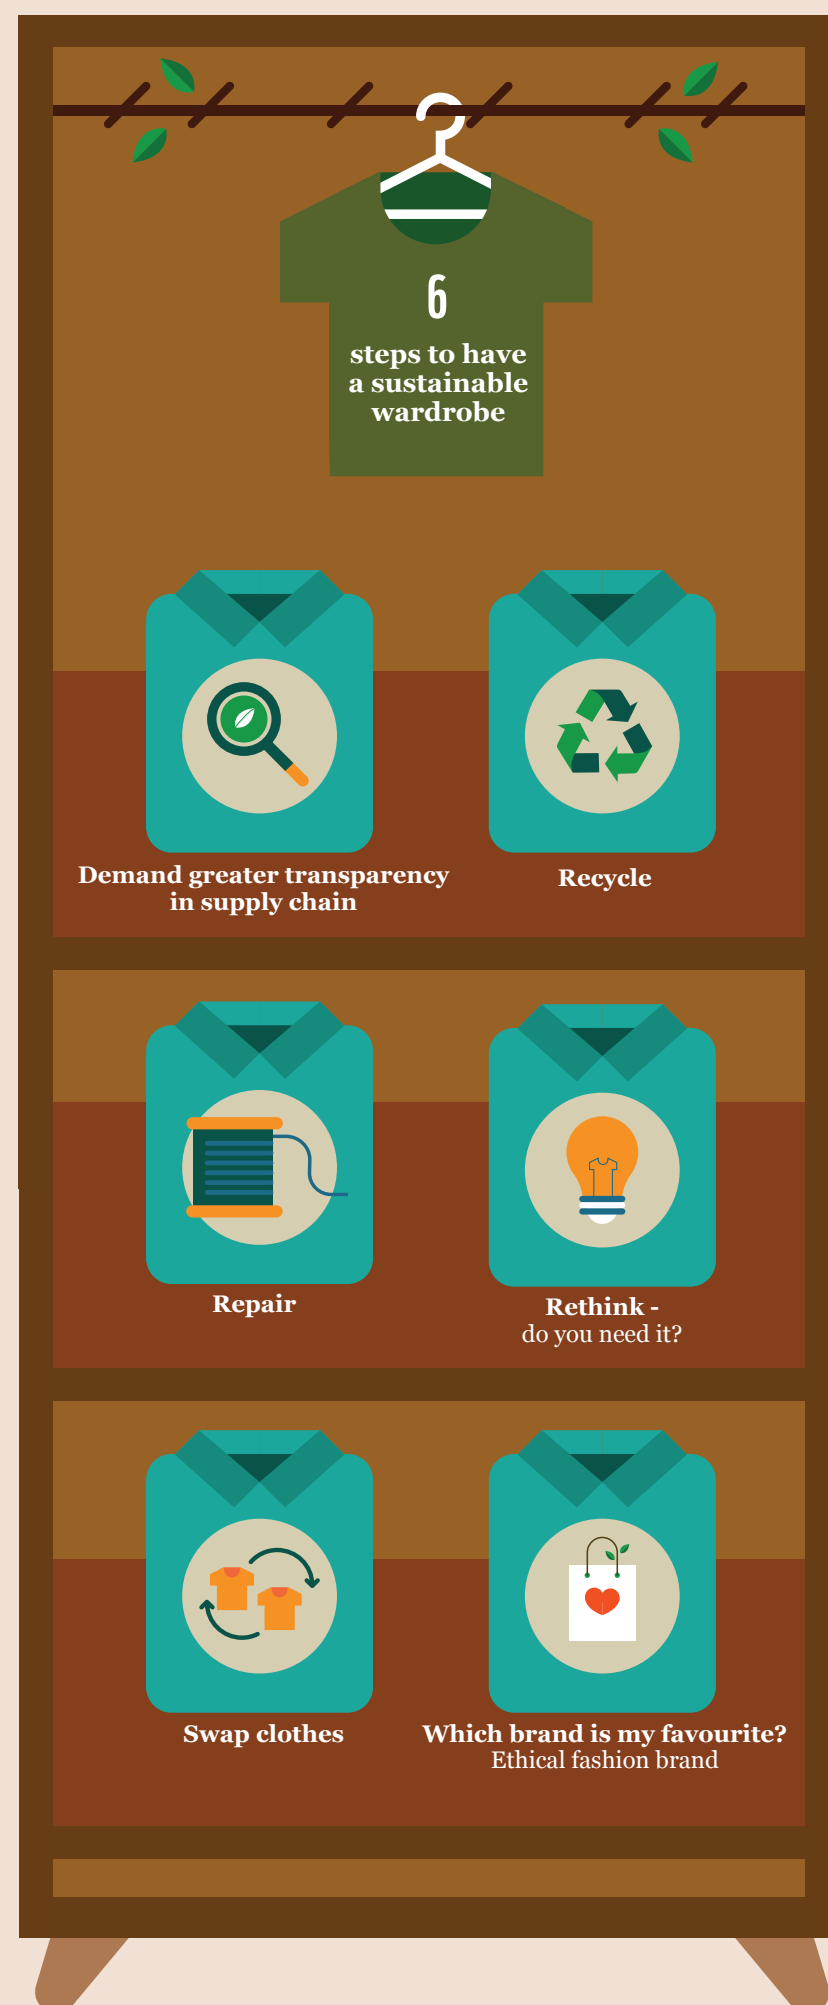 6
steps to have
a sustainable
wardrobe
Demand greater transparency
in supply chain
Recycle
Repair
Rethink -
do you need it?
Swap clothes
Which brand is my favourite?
Ethical fashion brand